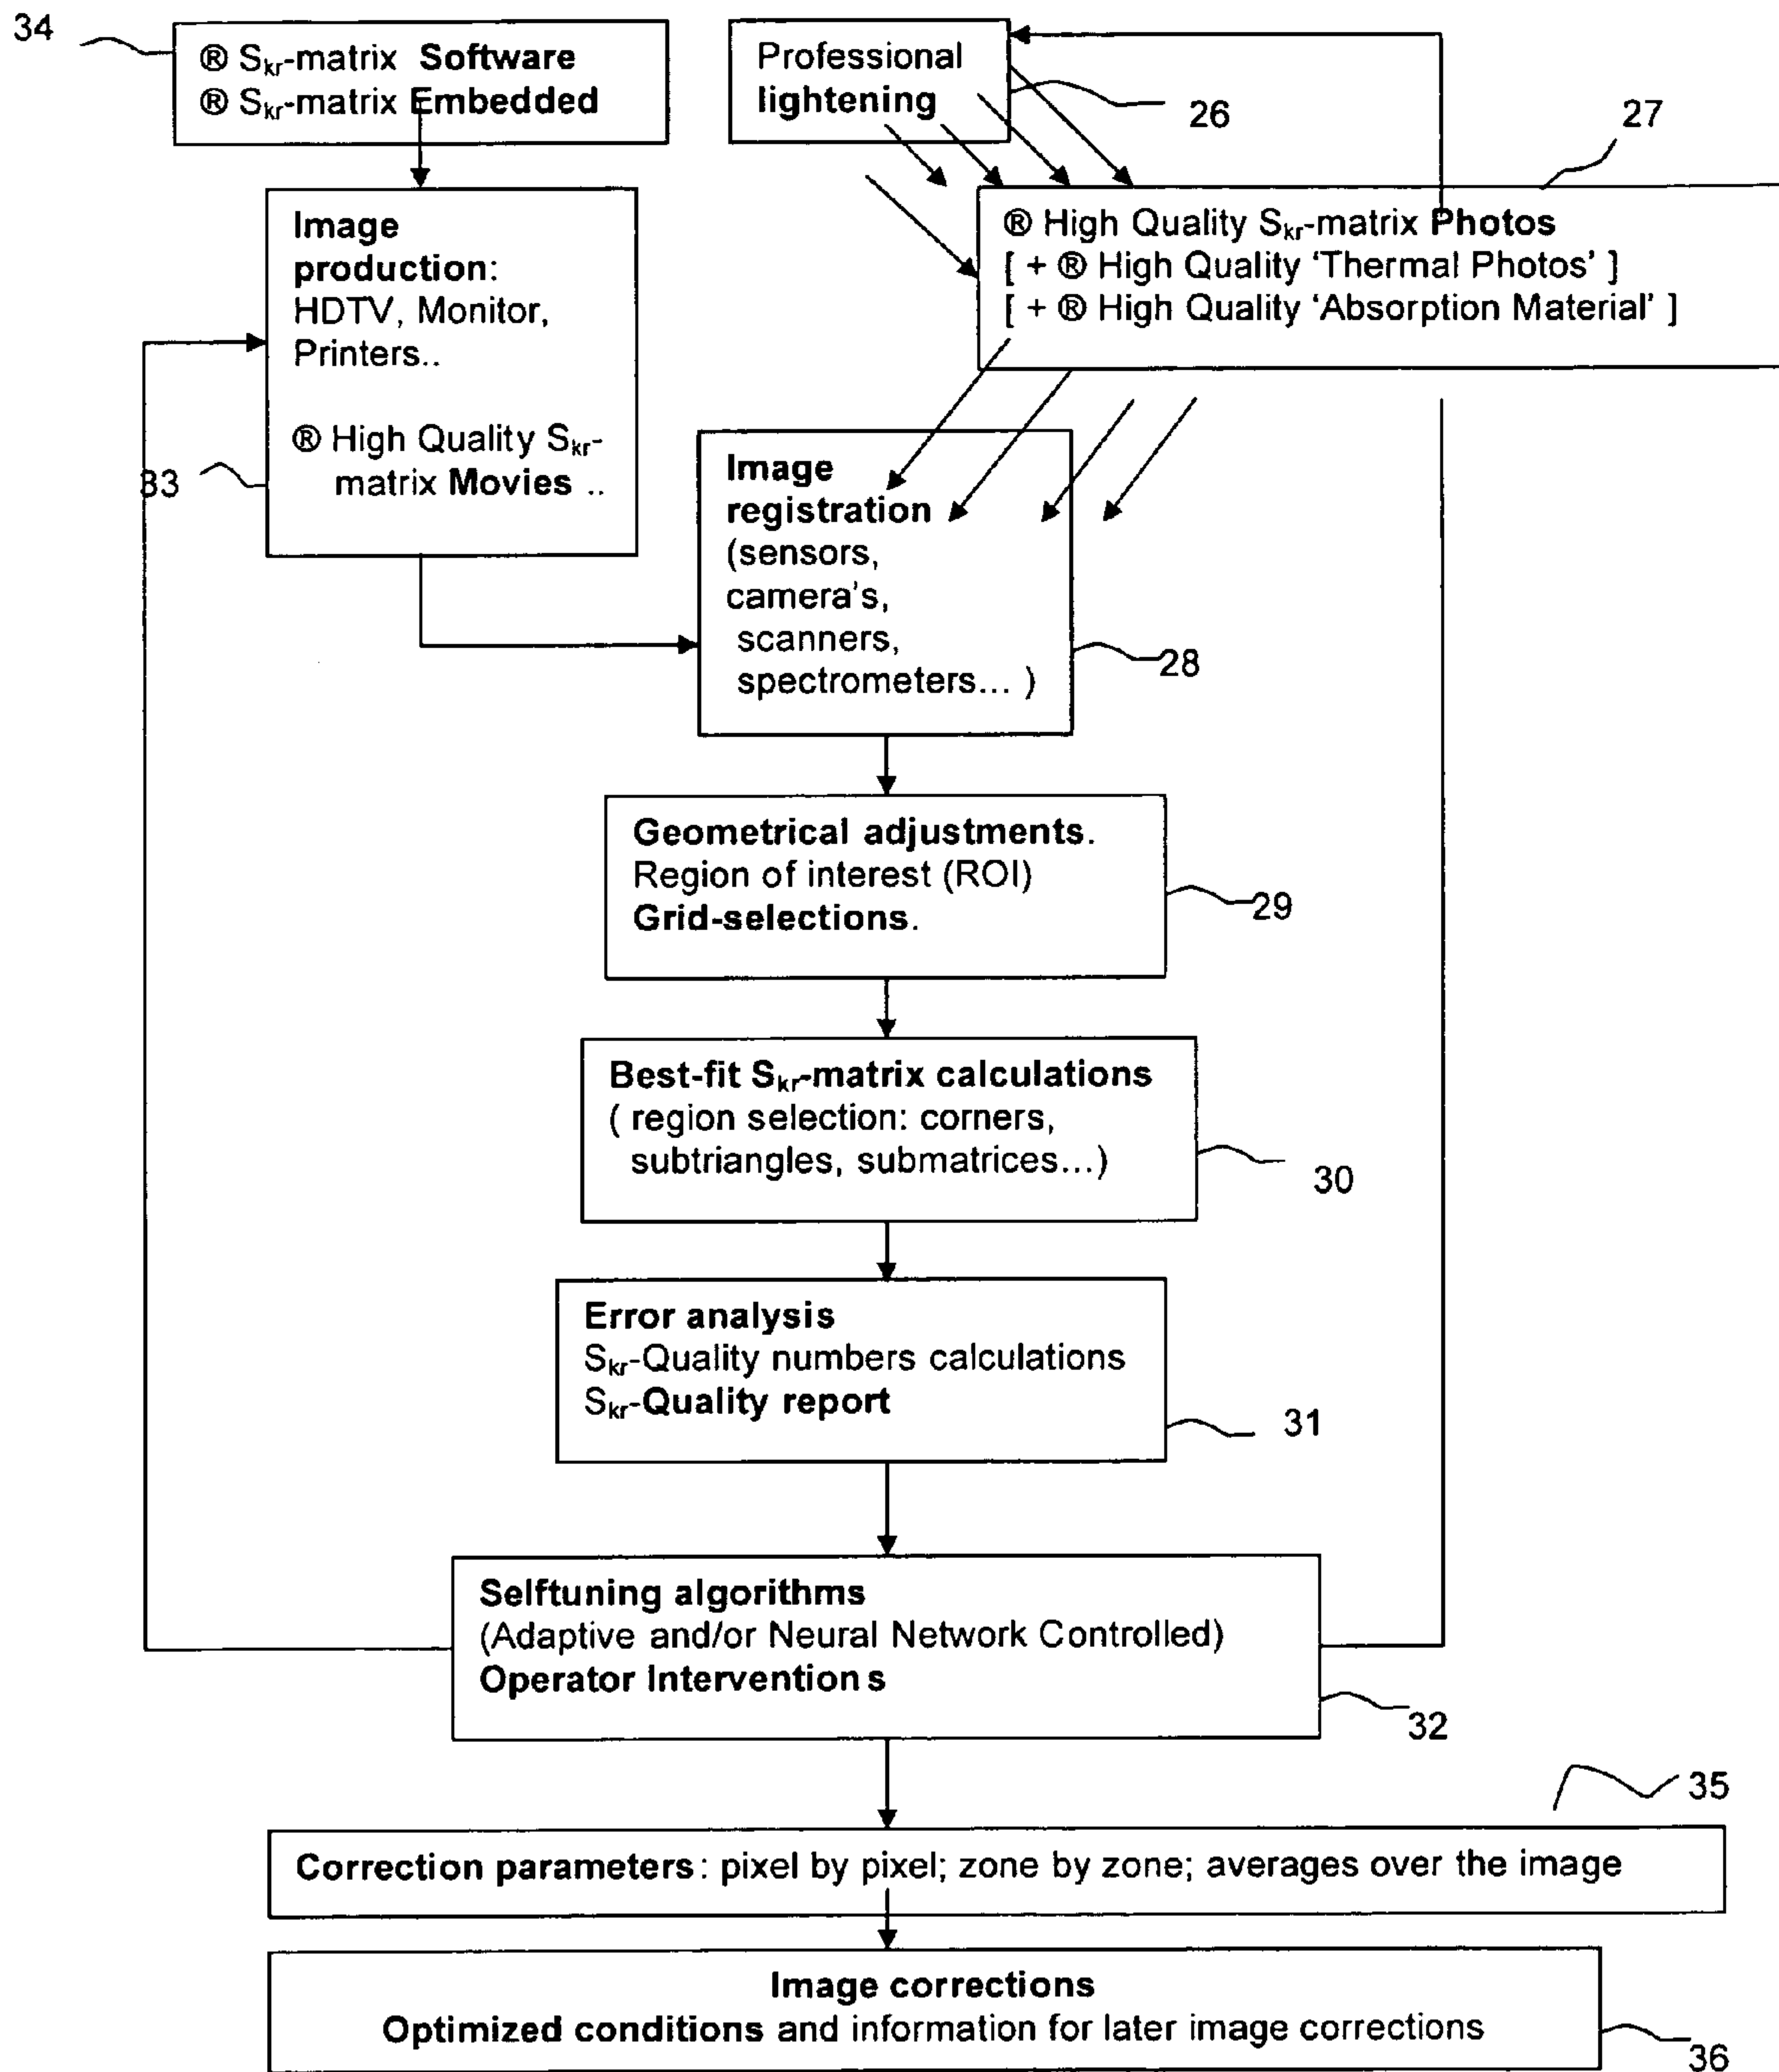 34
® Skr-matrix Software
® Skr-matrix Embedded
Professional
lightening
26
27
Image
production:
HDTV, Monitor,
Printers..
® High Quality Skr-
matrix Movies ..
33
® High Quality Skr-matrix Photos
[ + ® High Quality ‘Thermal Photos’ ]
[ + ® High Quality ‘Absorption Material’ ]
Image
registration
(sensors,
camera’s,
scanners,
spectrometers... )
28
Geometrical adjustments.
Region of interest (ROI)
Grid-selections.
29
Best-fit Skr-matrix calculations
( region selection: corners,
subtriangles, submatrices...)
30
Error analysis
Skr-Quality numbers calculations
Skr-Quality report
31
Selftuning algorithms
(Adaptive and/or Neural Network Controlled)
Operator Interventions
32
35
Correction parameters: pixel by pixel; zone by zone; averages over the image
Image corrections
Optimized conditions and information for later image corrections
36